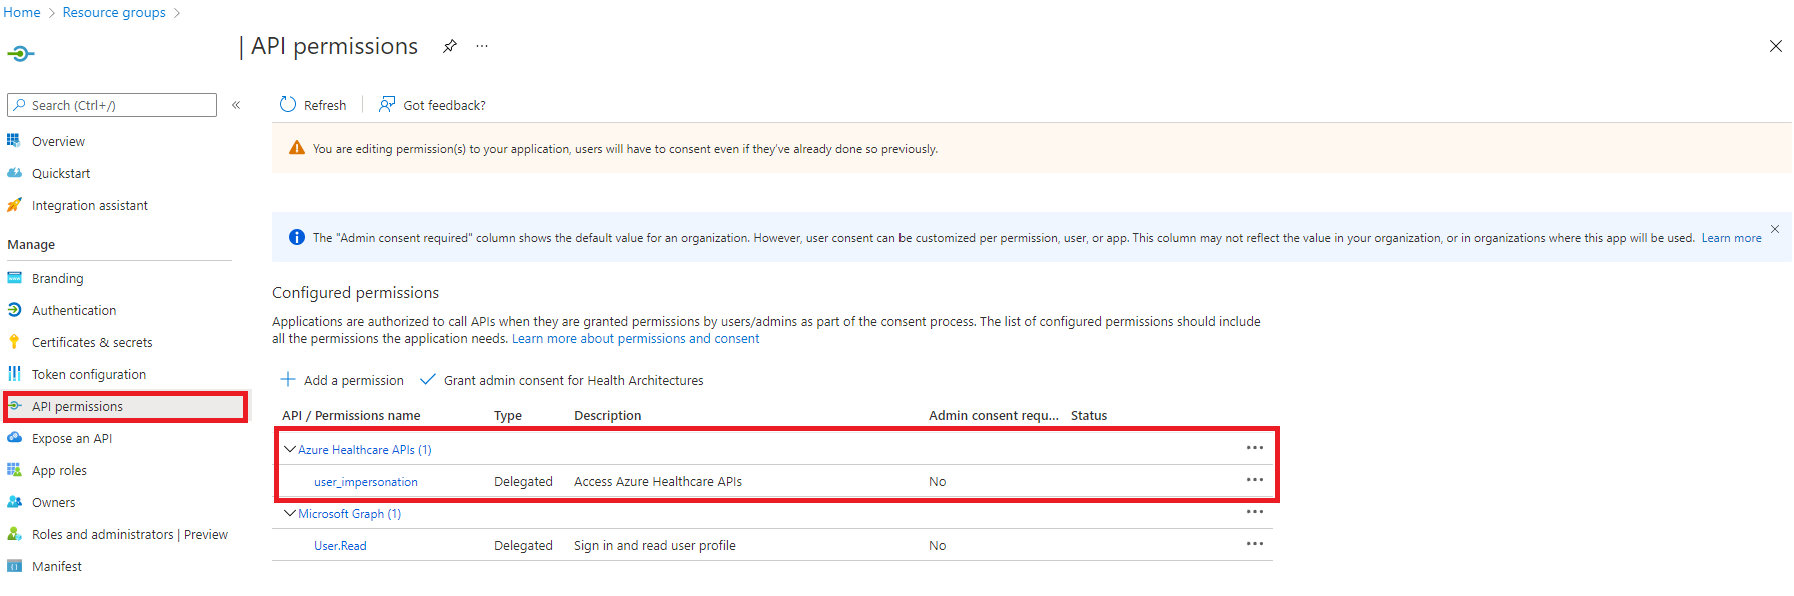 Home > Resource groups >
| API permissions ...
Search (Ctrl+/) «
Refresh | Got feedback?
Overview
You are editing permission(s) to your application, users will have to consent even if they've already done so previously.
Quickstart
Integration assistant
The "Admin consent required" column shows the default value for an organization. However, user consent can be customized per permission, user, or app. This column may not reflect the value in your organization, or in organizations where this app will be used. Learn more
Manage
Branding
Authentication
Certificates & secrets
Token configuration
API permissions
Expose an API
App roles
Owners
Roles and administrators | Preview
Manifest
Configured permissions
Applications are authorized to call APIs when they are granted permissions by users/admins as part of the consent process. The list of configured permissions should include
all the permissions the application needs. Learn more about permissions and consent
Add a permission Grant admin consent for Health Architectures
API / Permissions name Type Description Admin consent requ... Status
Azure Healthcare APIs (1) ...
user_impersonation Delegated Access Azure Healthcare APIs No ...
Microsoft Graph (1) ...
User.Read Delegated Sign in and read user profile No ...